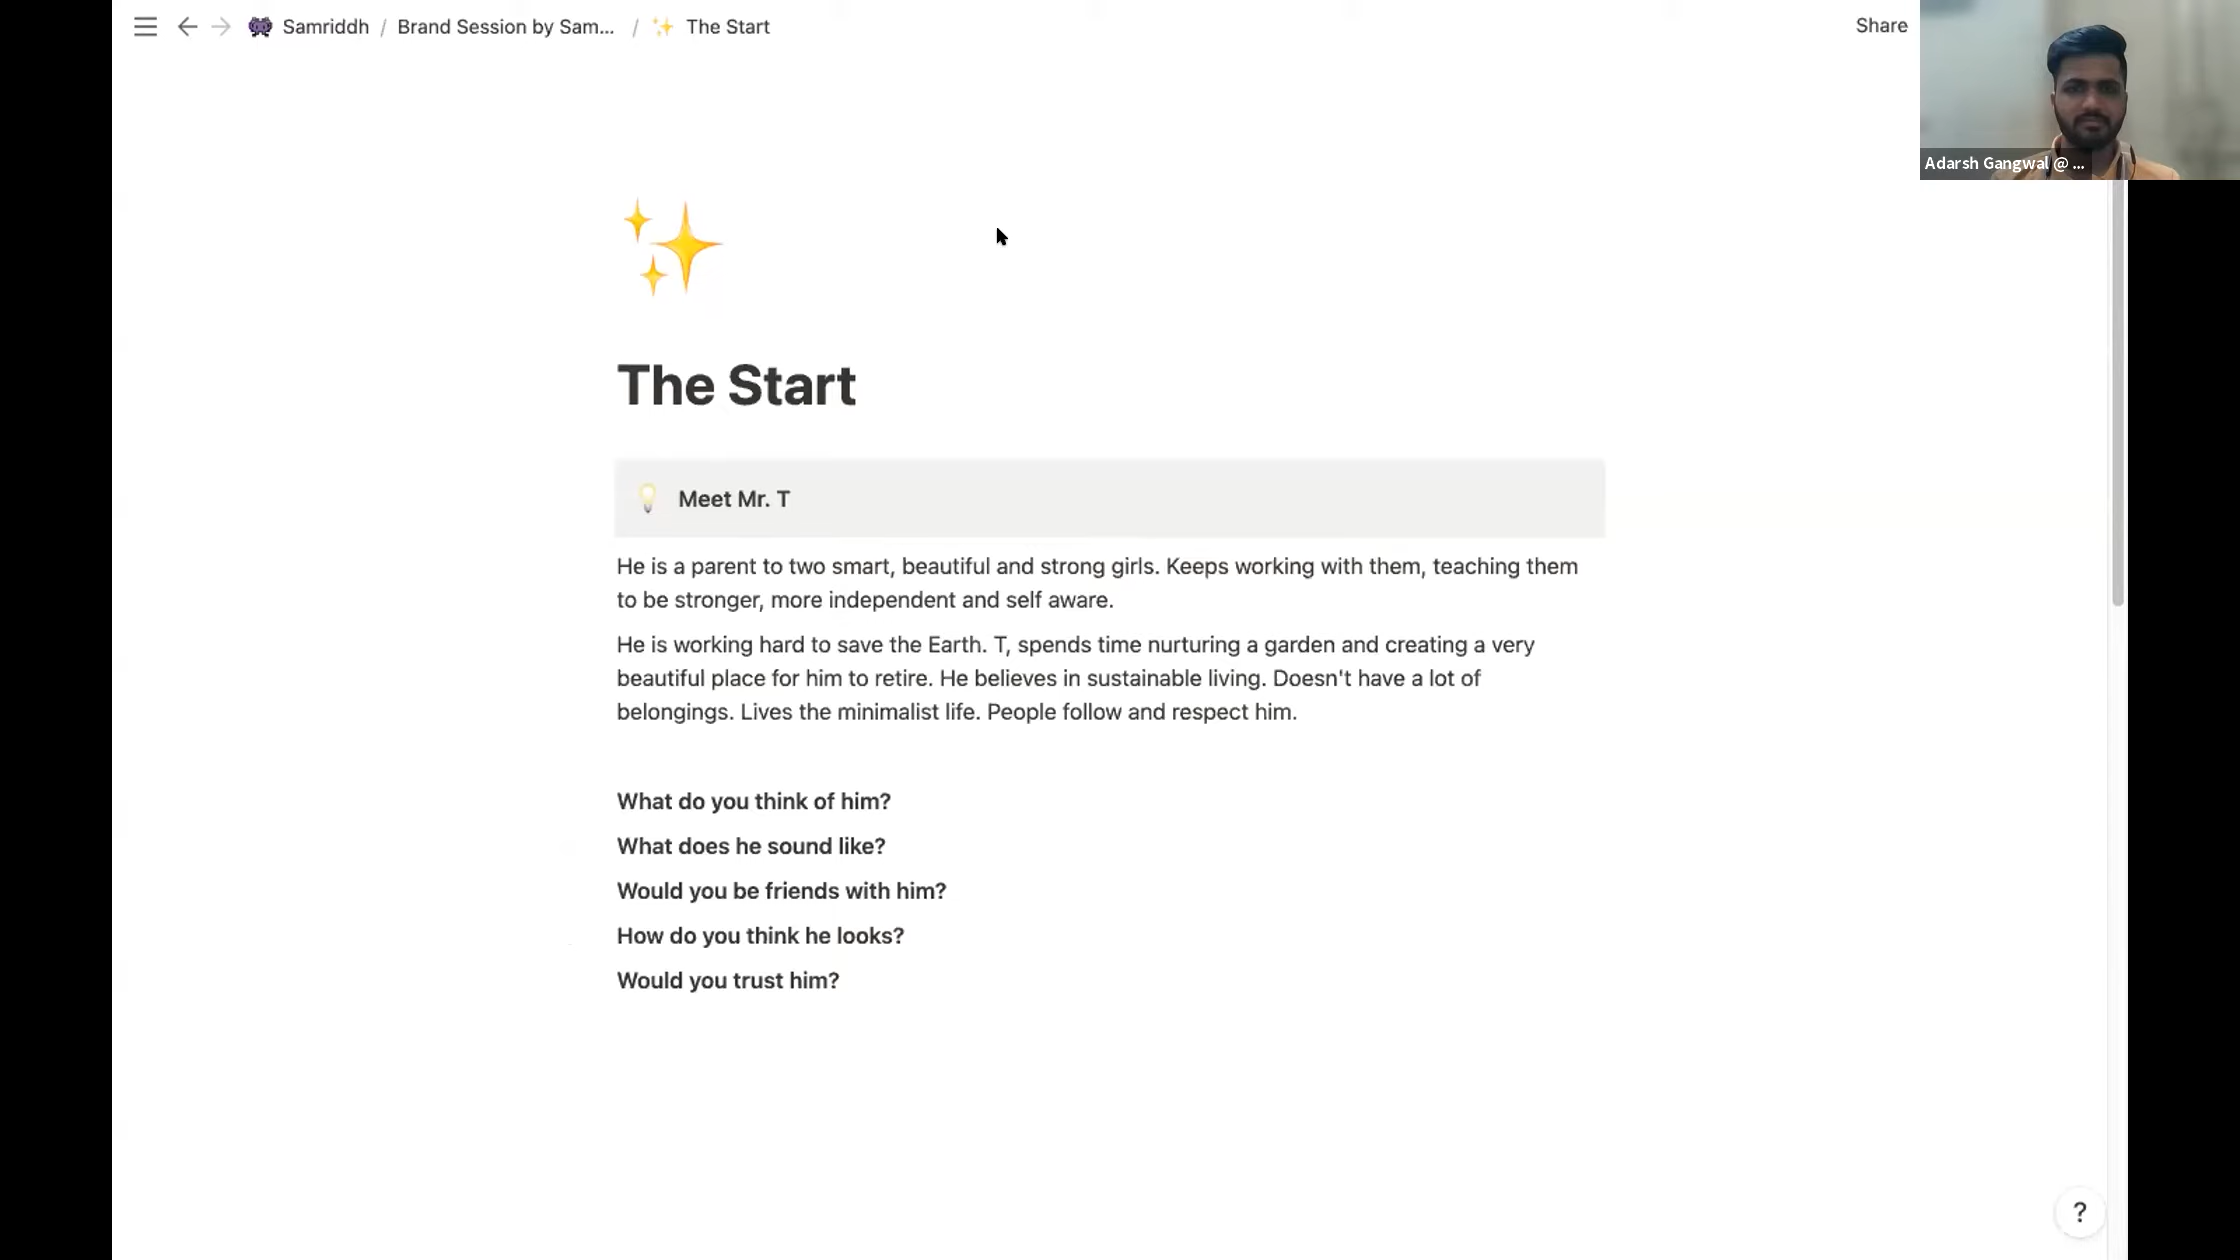 Samriddh / Brand Session by Sam... / The Start
Share
Adarsh Gangwal @ ...
The Start
Meet Mr. T
He is a parent to two smart, beautiful and strong girls. Keeps working with them, teaching them
to be stronger, more independent and self aware.
He is working hard to save the Earth. T, spends time nurturing a garden and creating a very
beautiful place for him to retire. He believes in sustainable living. Doesn't have a lot of
belongings. Lives the minimalist life. People follow and respect him.
What do you think of him?
What does he sound like?
Would you be friends with him?
How do you think he looks?
Would you trust him?
?